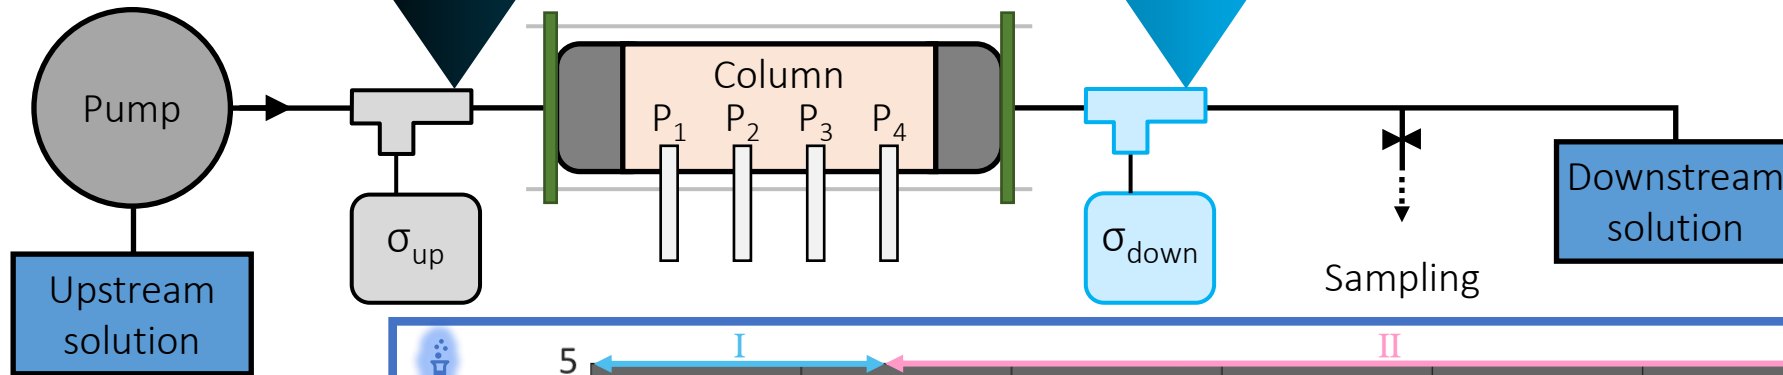 Pump
Upstream
solution
σup
Column
P1 P2 P3 P4
σdown
Sampling
Downstream
solution
I
II
5